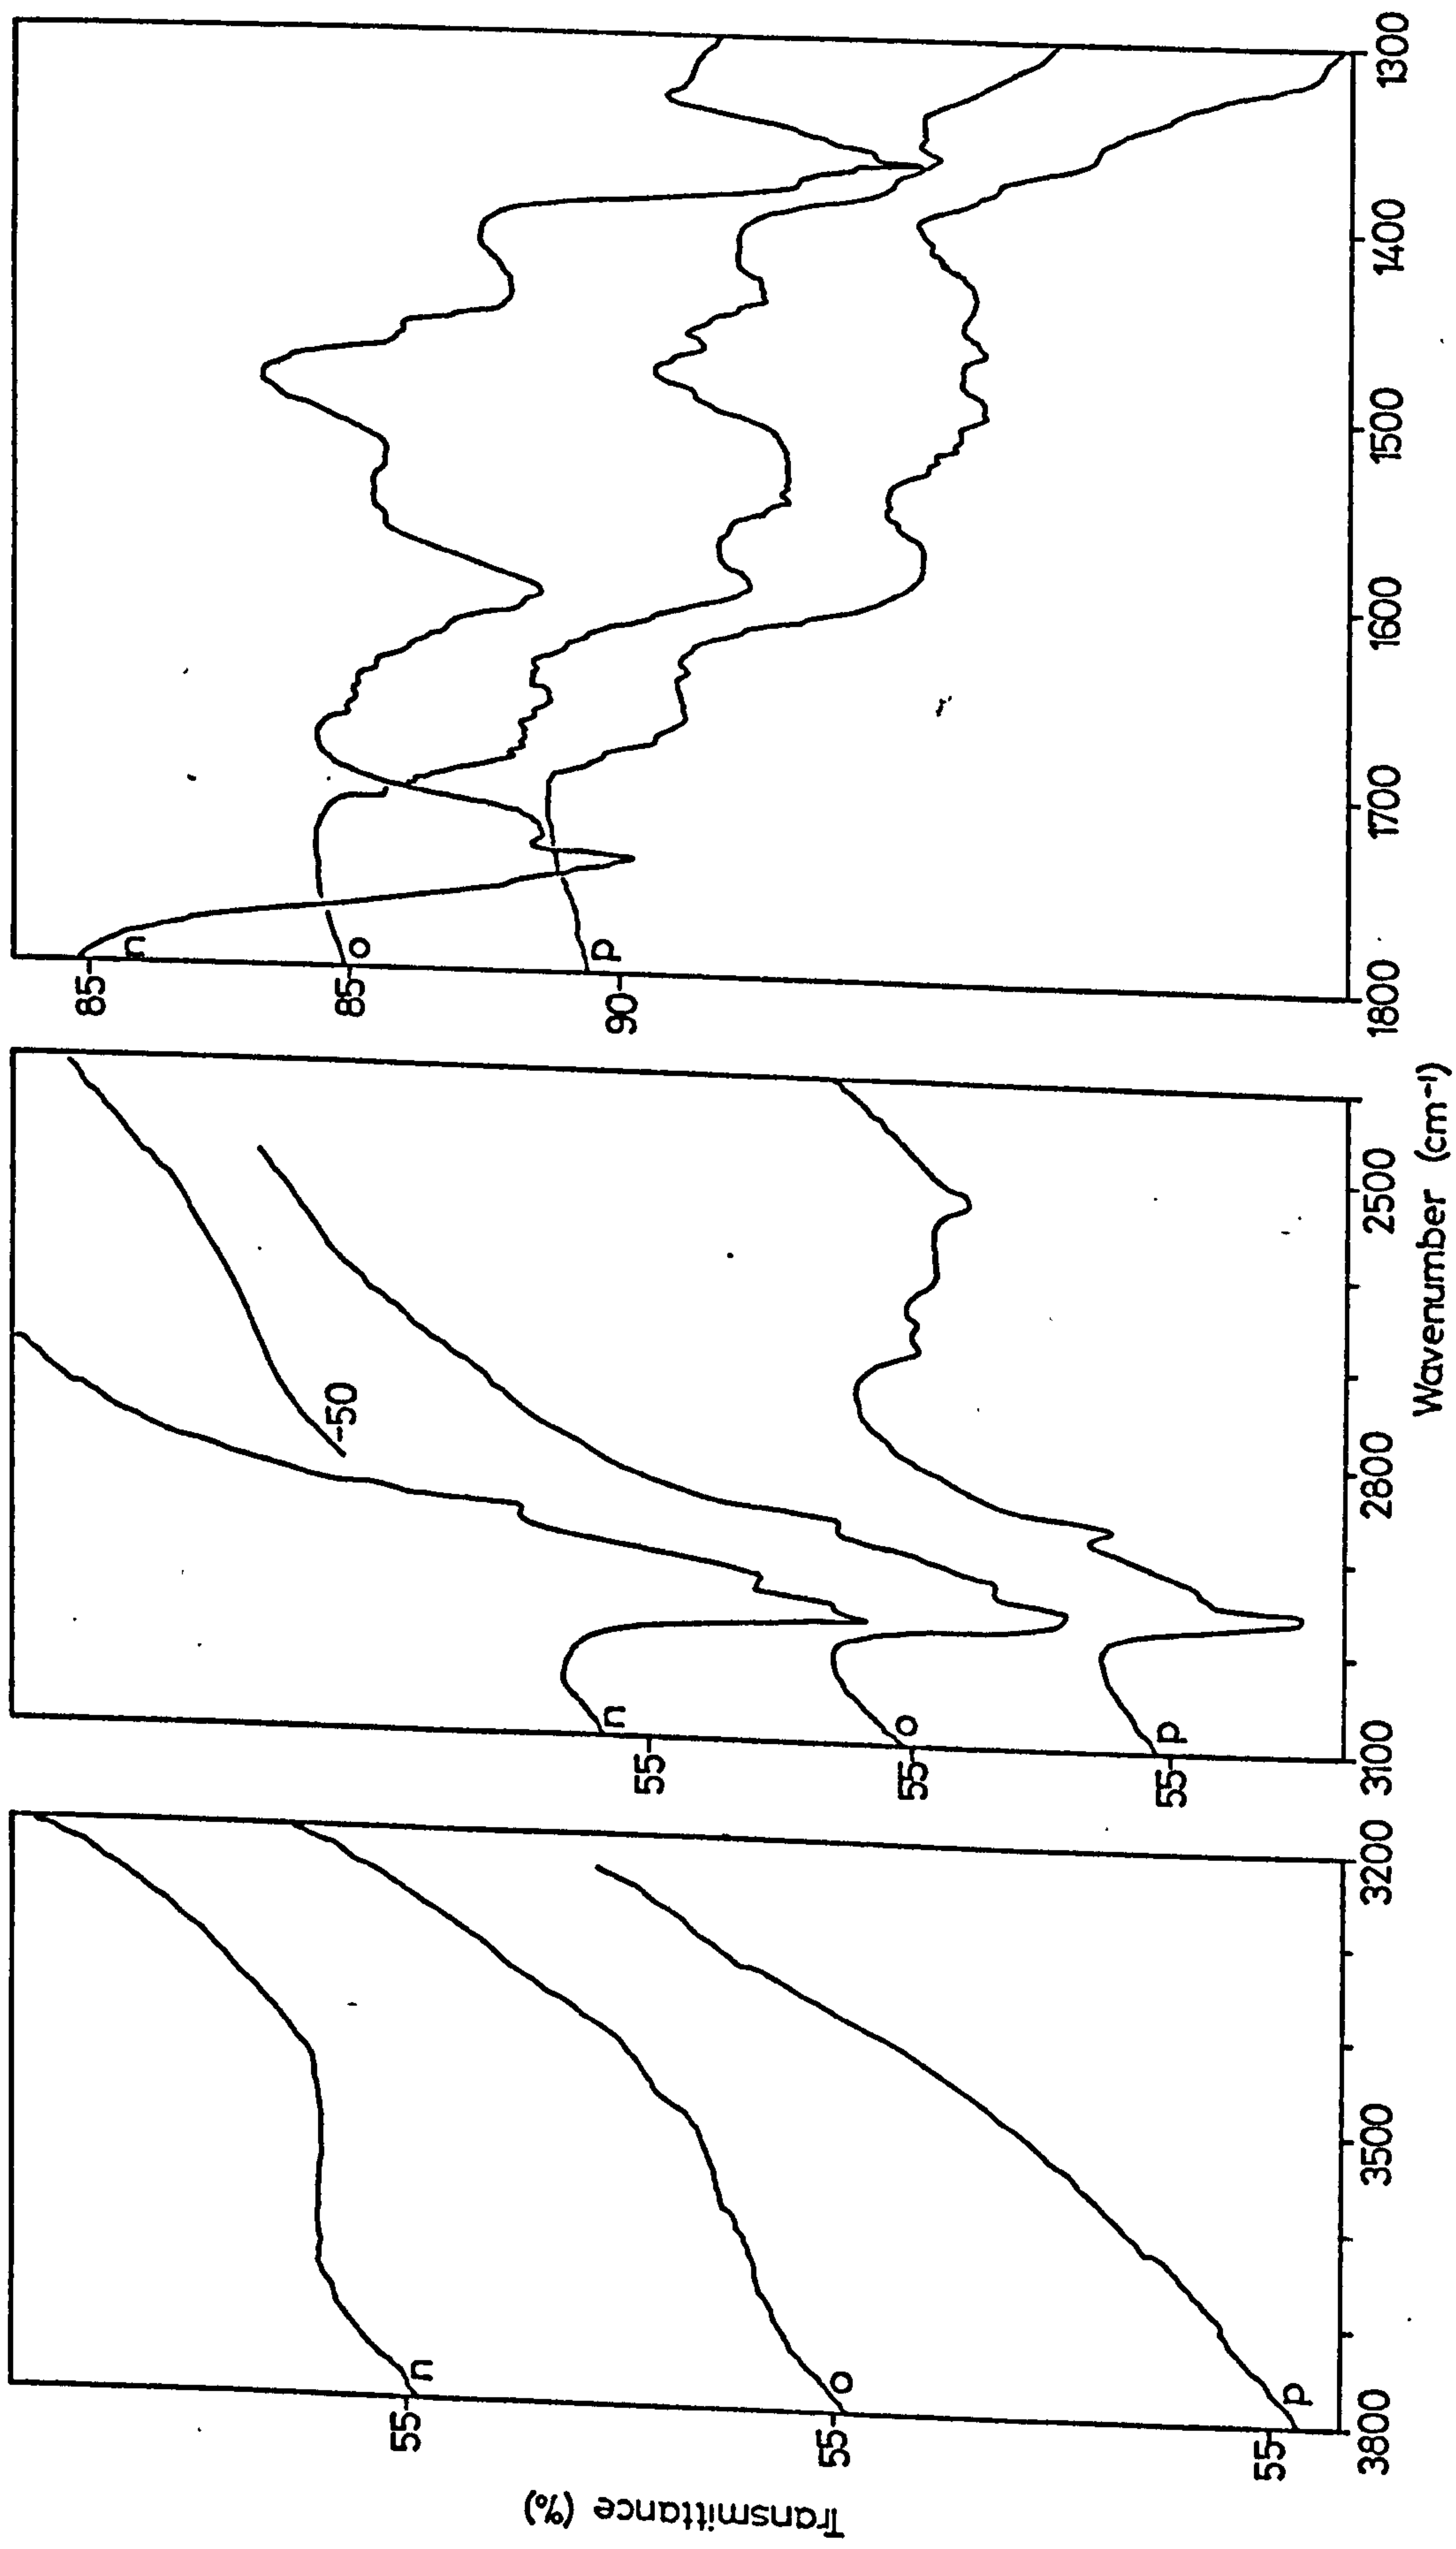 Transmittance (%)
55
55
55
n
o
p
3800
3500
3200
55
55
55
n
o
p
-50
3100
2800
2500
85
85
90
n
o
p
1800
1700
1600
1500
1400
1300
Wavenumber (cm⁻¹)